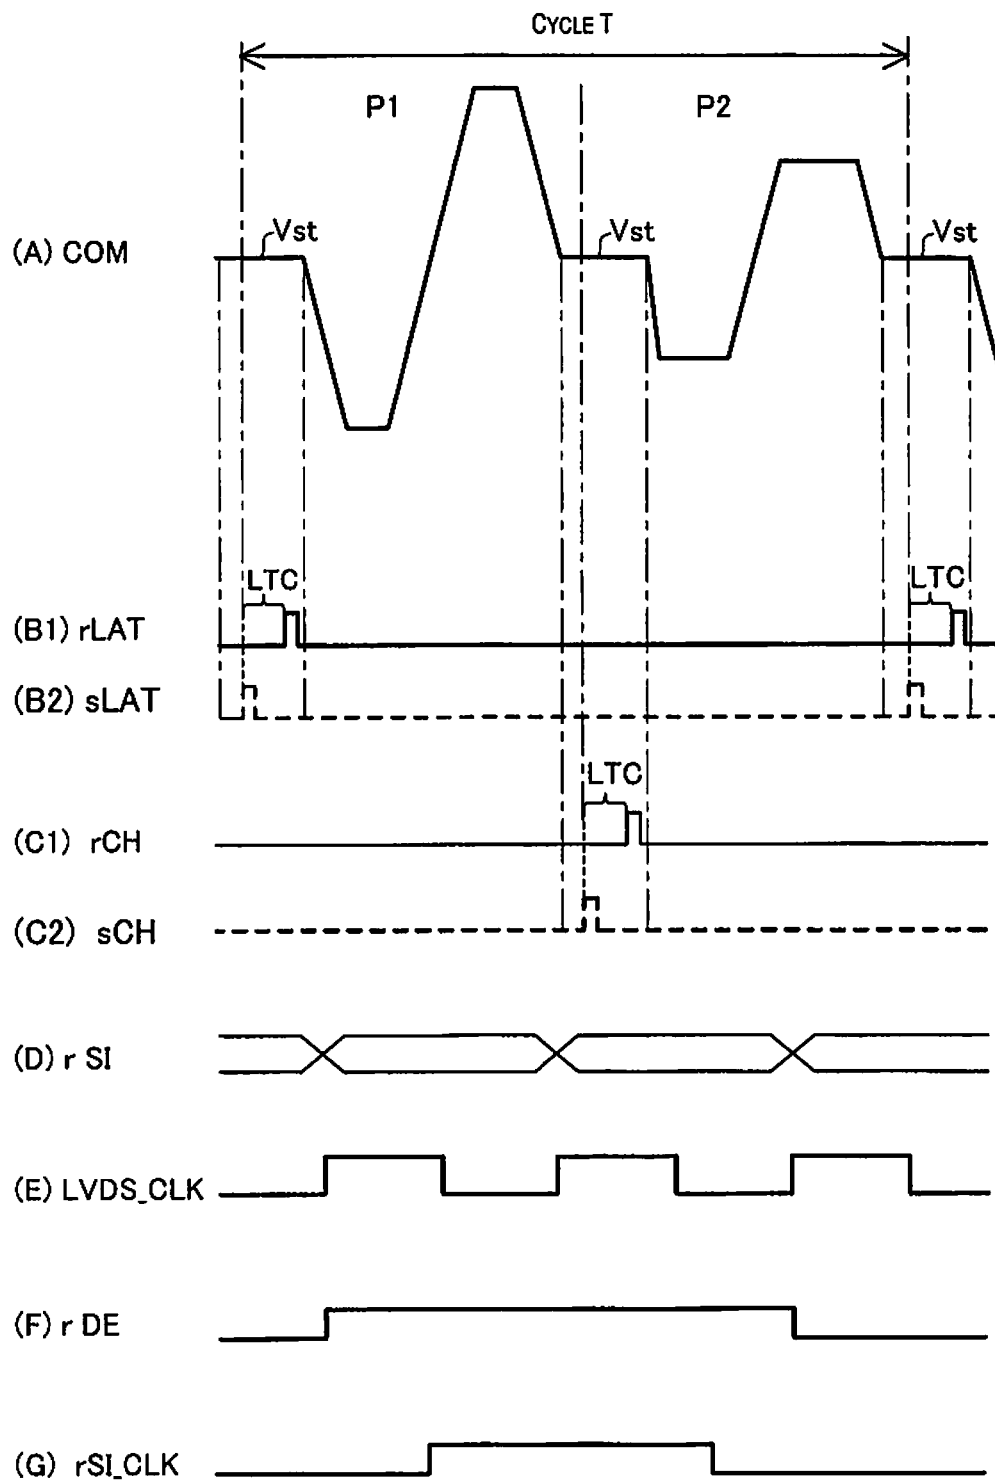 CYCLE T
P1
P2
(A) COM
Vst
Vst
Vst
LTC
LTC
(B1) rLAT
(B2) sLAT
LTC
(C1) rCH
(C2) sCH
(D) r SI
(E) LVDS_CLK
(F) r DE
(G) rSI_CLK